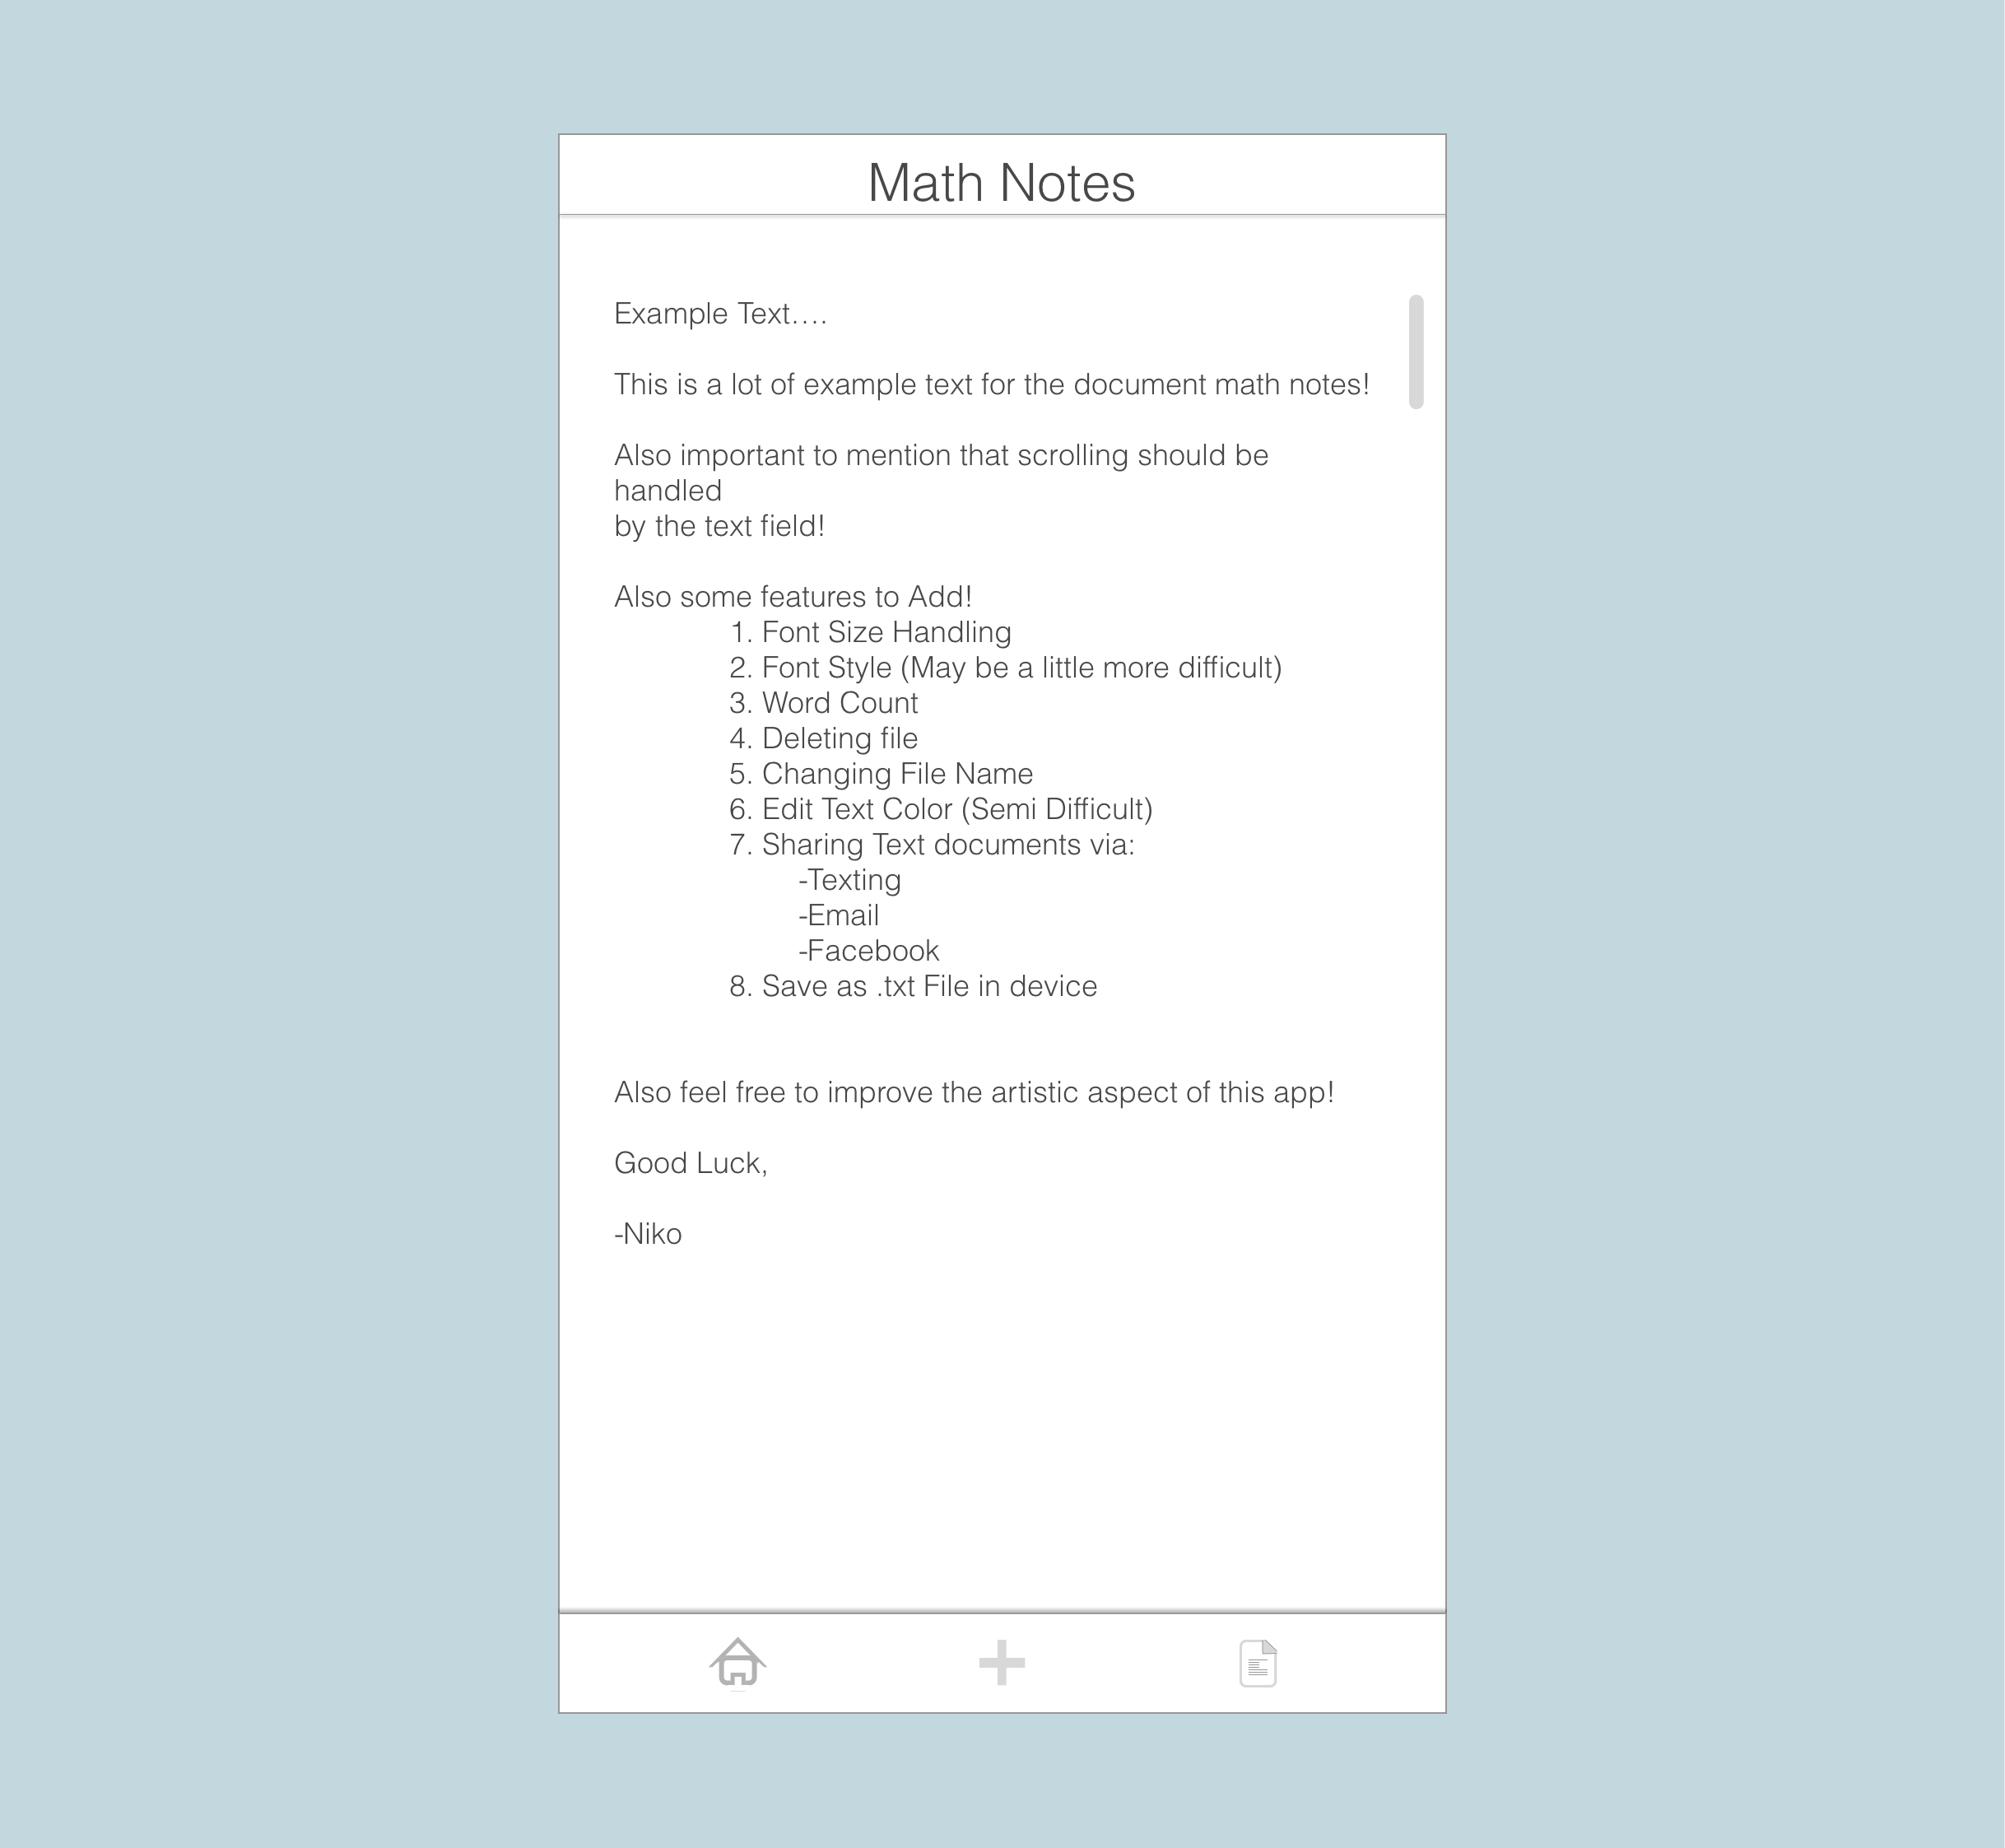 Math Notes
Example Text....
This is a lot of example text for the document math notes!
Also important to mention that scrolling should be
handled
by the text field!
Also some features to Add!
1. Font Size Handling
2. Font Style (May be a little more difficult)
3. Word Count
4. Deleting file
5. Changing File Name
6. Edit Text Color (Semi Difficult)
7. Sharing Text documents via:
-Texting
-Email
-Facebook
8. Save as .txt File in device
Also feel free to improve the artistic aspect of this app!
Good Luck,
-Niko